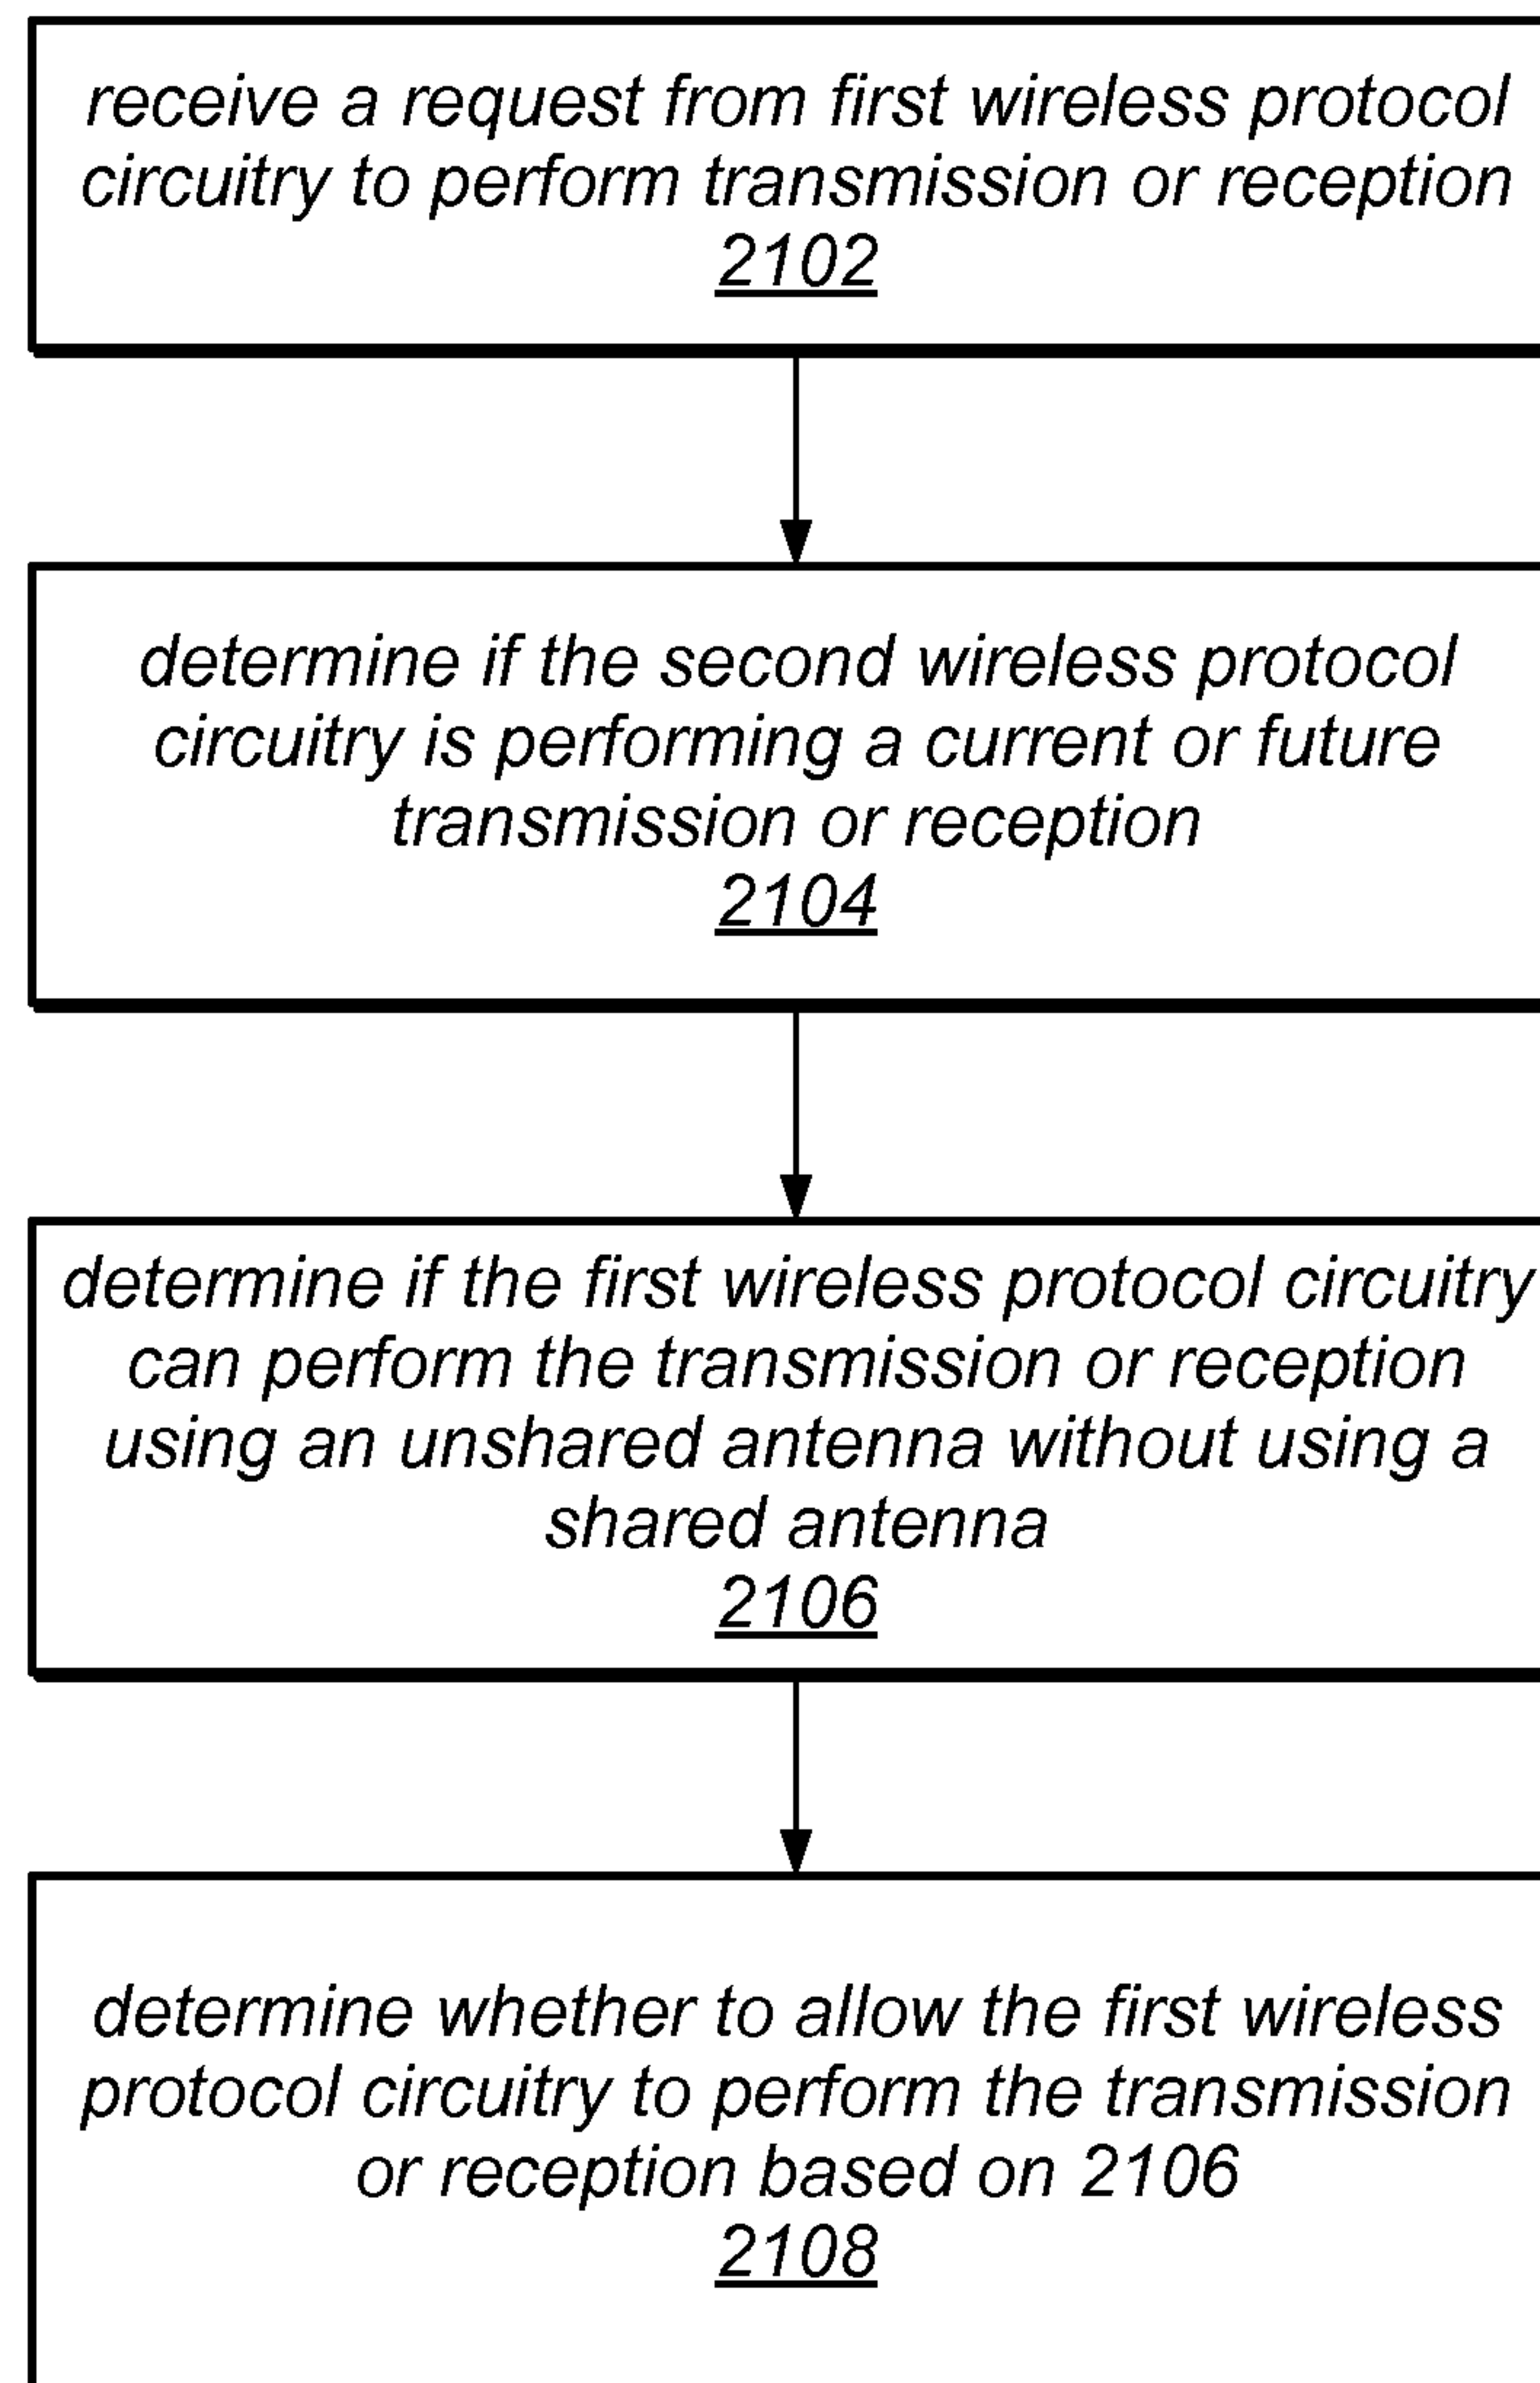 receive a request from first wireless protocol
circuitry to perform transmission or reception
2102
determine if the second wireless protocol
circuitry is performing a current or future
transmission or reception
2104
determine if the first wireless protocol circuitry
can perform the transmission or reception
using an unshared antenna without using a
shared antenna
2106
determine whether to allow the first wireless
protocol circuitry to perform the transmission
or reception based on 2106
2108